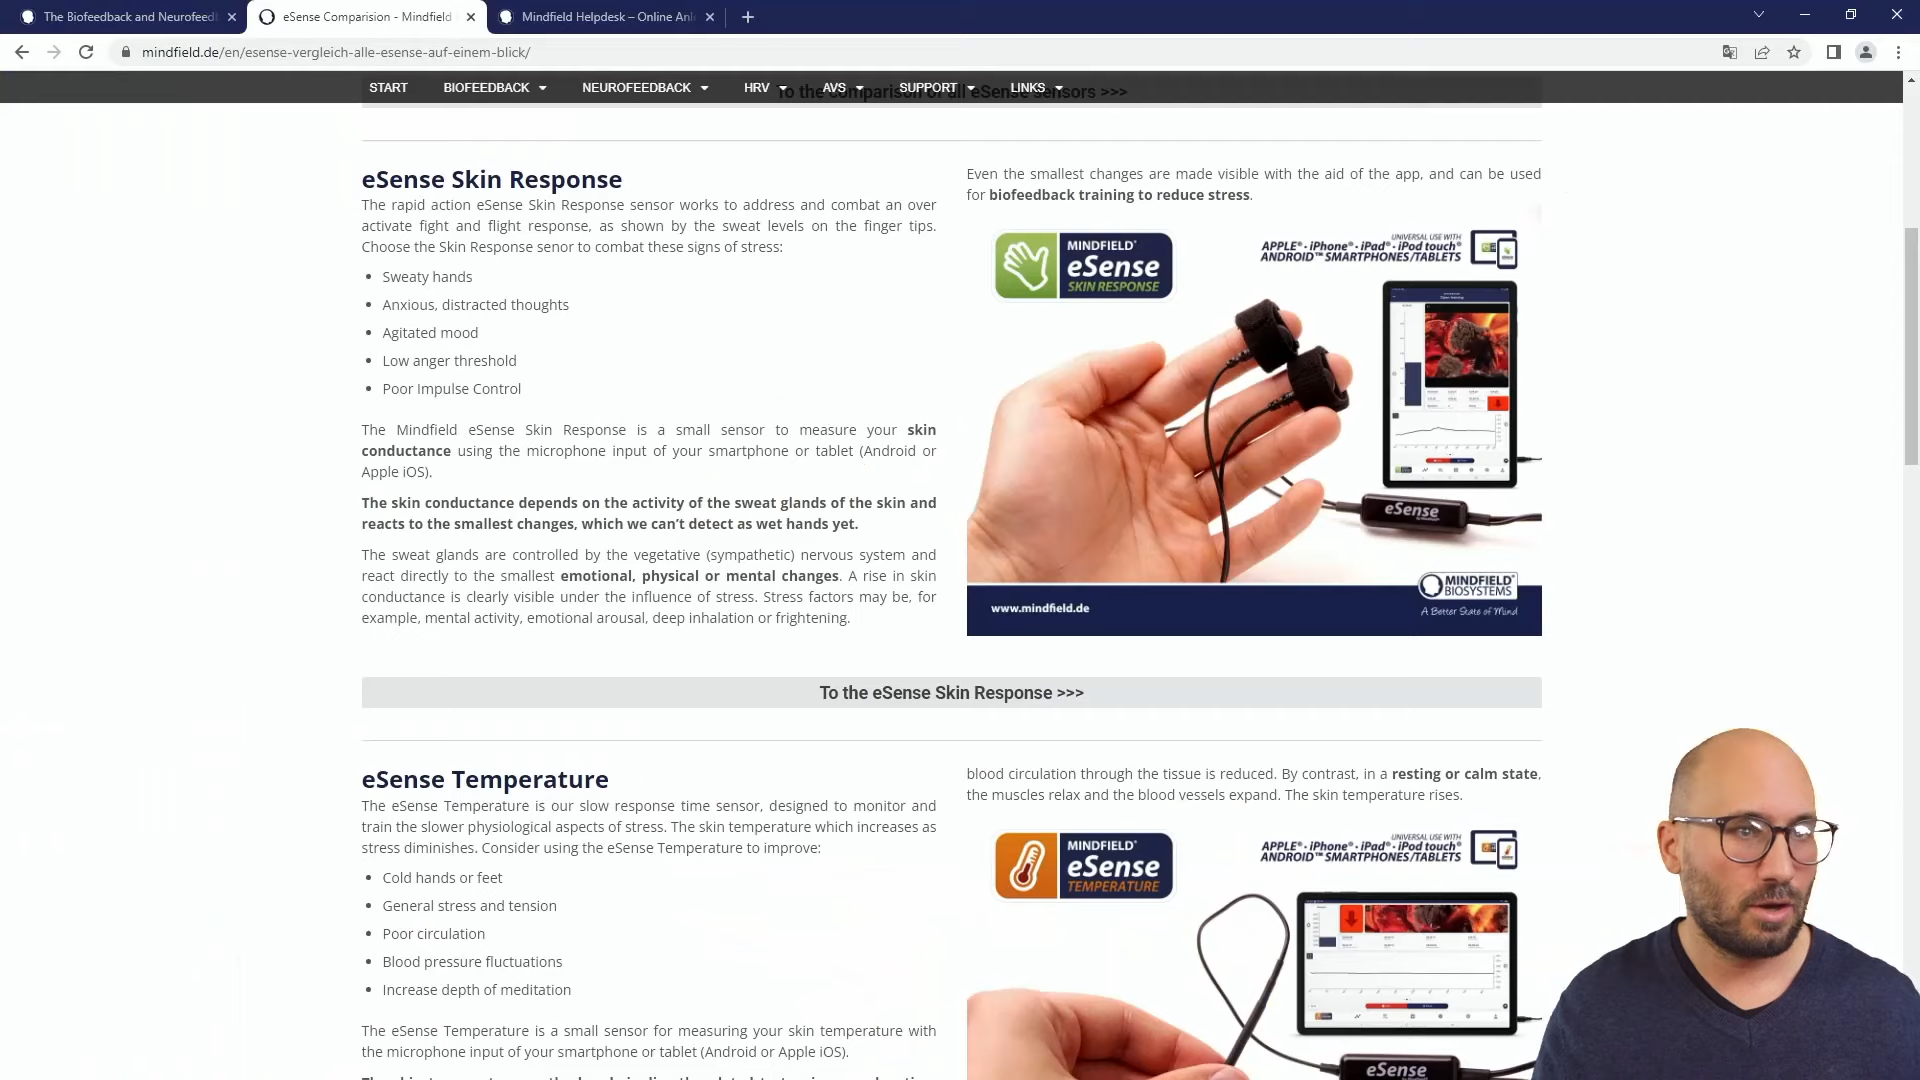 The Biofeedback and Neurofeedb
eSense Comparision - Mindfield
Mindfield Helpdesk – Online Anl
mindfield.de/en/esense-vergleich-alle-esense-auf-einem-blick/
START BIOFEEDBACK NEUROFEEDBACK HRV AVS SUPPORT LINKS
To the comparison of all eSense sensors >>>
eSense Skin Response
The rapid action eSense Skin Response sensor works to address and combat an over
activate fight and flight response, as shown by the sweat levels on the finger tips.
Choose the Skin Response senor to combat these signs of stress:
Sweaty hands
Anxious, distracted thoughts
Agitated mood
Low anger threshold
Poor Impulse Control
The Mindfield eSense Skin Response is a small sensor to measure your skin
conductance using the microphone input of your smartphone or tablet (Android or
Apple iOS).
The skin conductance depends on the activity of the sweat glands of the skin and
reacts to the smallest changes, which we can’t detect as wet hands yet.
The sweat glands are controlled by the vegetative (sympathetic) nervous system and
react directly to the smallest emotional, physical or mental changes. A rise in skin
conductance is clearly visible under the influence of stress. Stress factors may be, for
example, mental activity, emotional arousal, deep inhalation or frightening.
Even the smallest changes are made visible with the aid of the app, and can be used
for biofeedback training to reduce stress.
MINDFIELD®
eSense
SKIN RESPONSE
UNIVERSAL USE WITH
APPLE® · iPhone® · iPad® · iPod touch®
ANDROID™ SMARTPHONES/TABLETS
eSense
www.mindfield.de
MINDFIELD®
BIOSYSTEMS
A Better State of Mind
To the eSense Skin Response >>>
eSense Temperature
The eSense Temperature is our slow response time sensor, designed to monitor and
train the slower physiological aspects of stress. The skin temperature which increases as
stress diminishes. Consider using the eSense Temperature to improve:
Cold hands or feet
General stress and tension
Poor circulation
Blood pressure fluctuations
Increase depth of meditation
The eSense Temperature is a small sensor for measuring your skin temperature with
the microphone input of your smartphone or tablet (Android or Apple iOS).
blood circulation through the tissue is reduced. By contrast, in a resting or calm state,
the muscles relax and the blood vessels expand. The skin temperature rises.
MINDFIELD®
eSense
TEMPERATURE
UNIVERSAL USE WITH
APPLE® · iPhone® · iPad® · iPod touch®
ANDROID™ SMARTPHONES/TABLETS
eSense